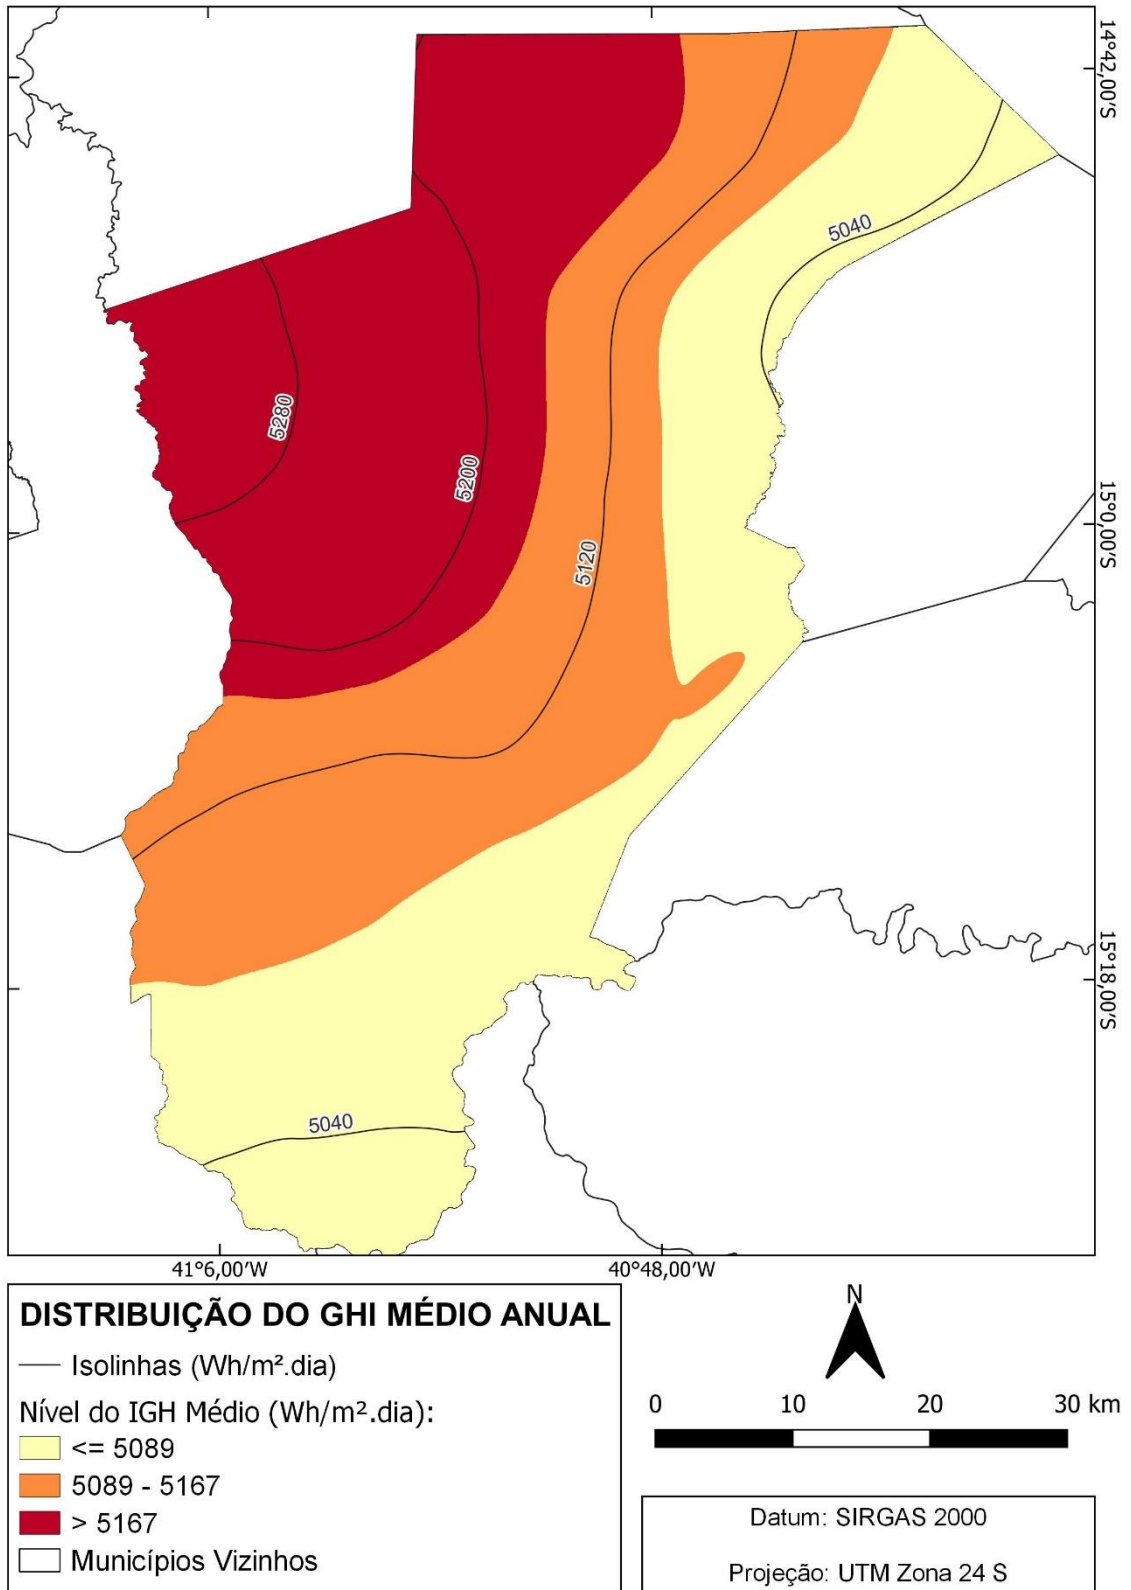 14°42,00'S
5040
5280
5200
15°0,00'S
5120
15°18,00'S
5040
41°6,00'W
40°48,00'W
DISTRIBUIÇÃO DO GHI MÉDIO ANUAL
Isolinhas (Wh/m².dia)
Nível do IGH Médio (Wh/m².dia):
<= 5089
5089 - 5167
> 5167
Municípios Vizinhos
N
0 10 20 30 km
Datum: SIRGAS 2000
Projeção: UTM Zona 24 S